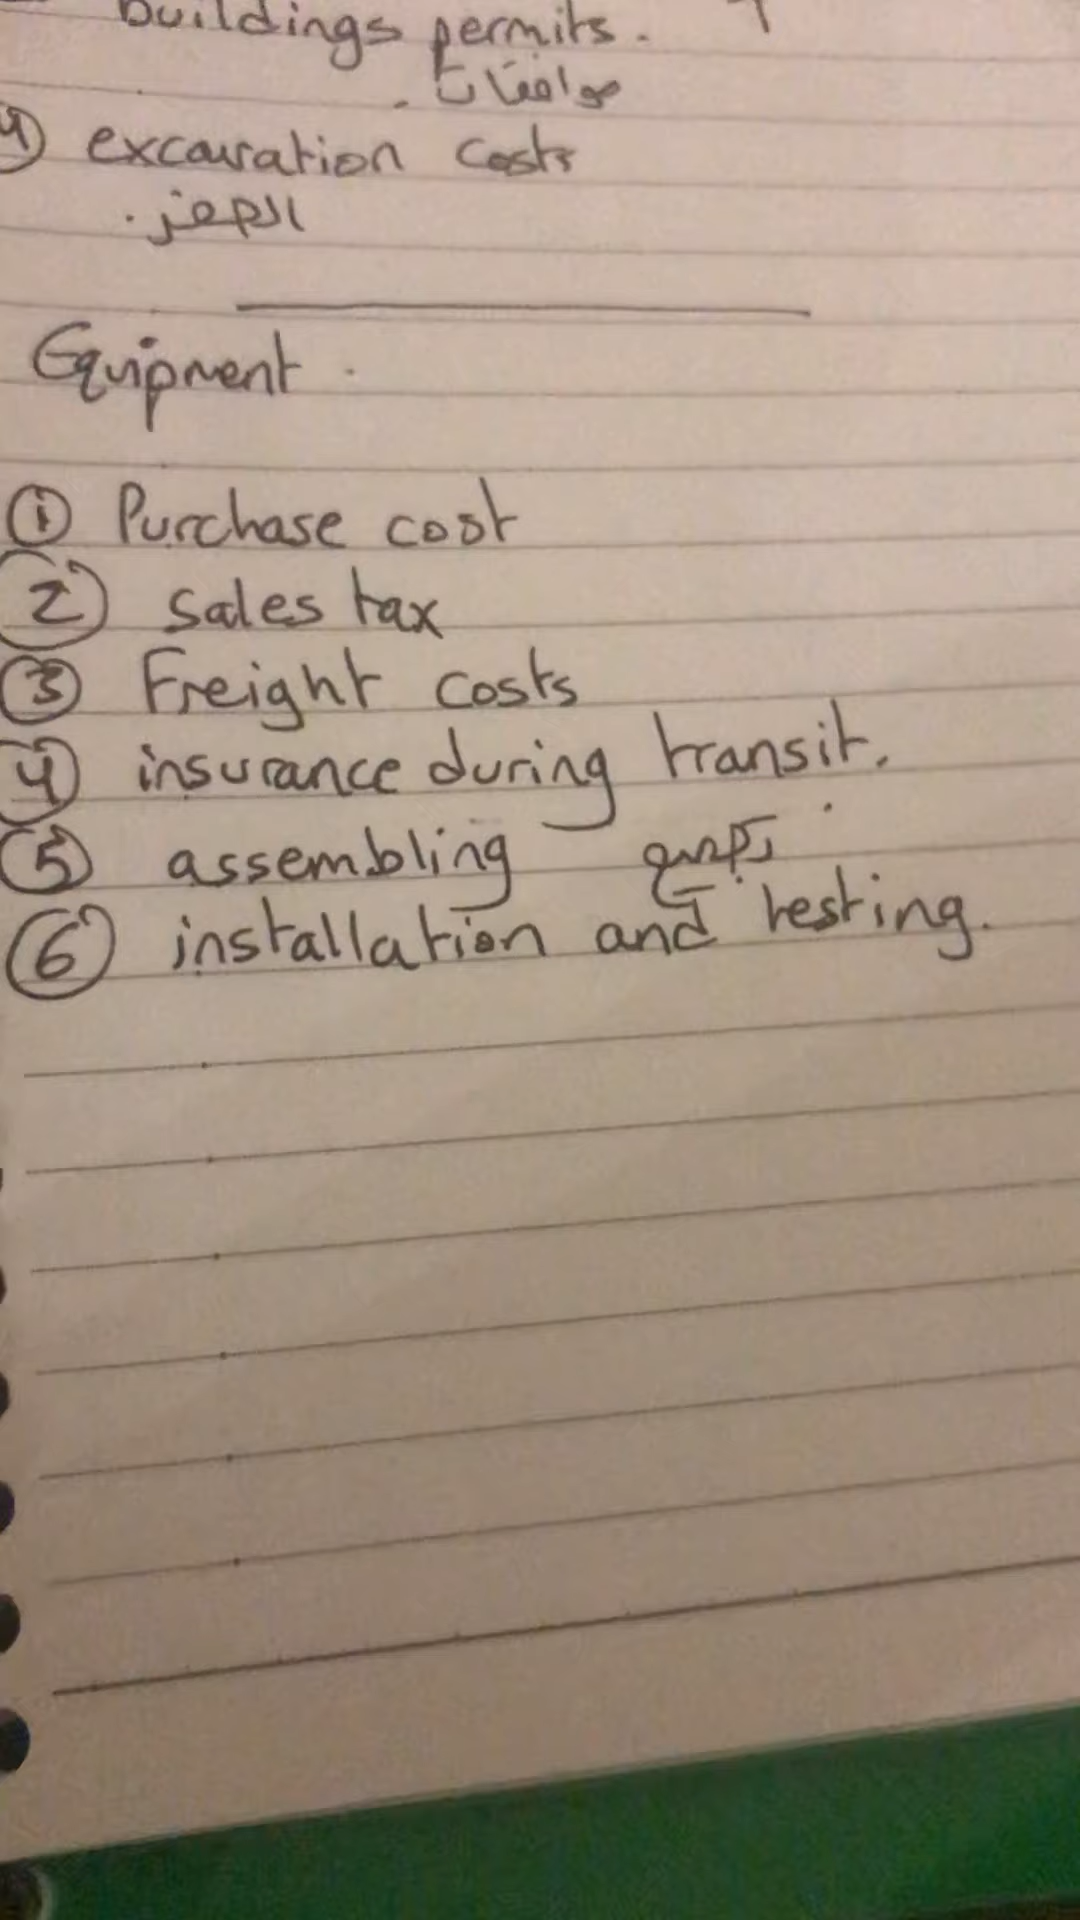 buildings permits.
موافقات.
4 excavation costs
الحفر.
Equipment.
1 Purchase cost
2 sales tax
3 Freight costs
4 insurance during transit.
5 assembling تجميع
6 installation and testing.